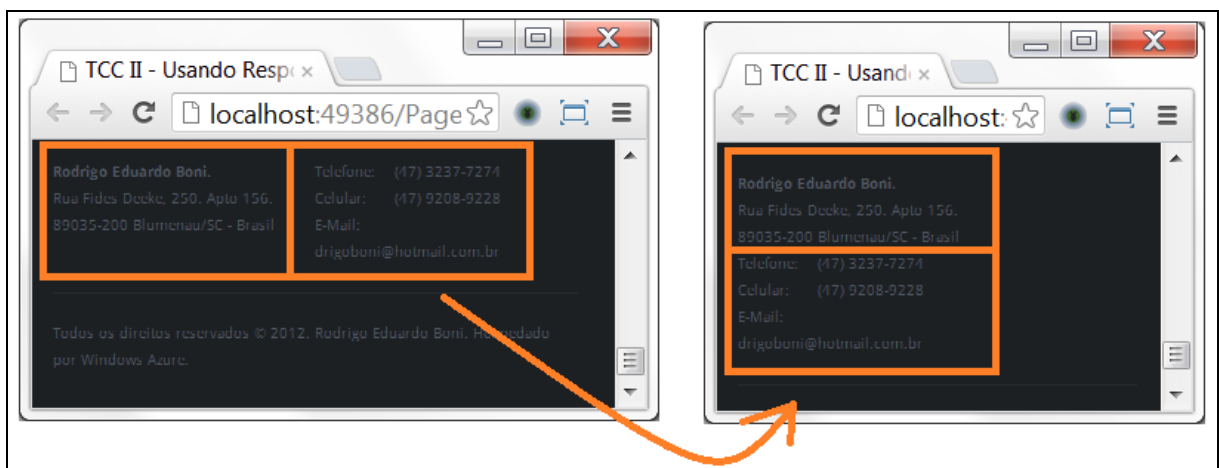 TCC II - Usando Resp
localhost:49386/Page
Rodrigo Eduardo Boni.
Rua Fides Deeke, 250. Apto 156.
89035-200 Blumenau/SC - Brasil
Telefone: (47) 3237-7274
Celular: (47) 9208-9228
E-Mail:
drigoboni@hotmail.com.br
Todos os direitos reservados © 2012. Rodrigo Eduardo Boni. Hospedado
por Windows Azure.
TCC II - Usand
localhost:
Rodrigo Eduardo Boni.
Rua Fides Deeke, 250. Apto 156.
89035-200 Blumenau/SC - Brasil
Telefone: (47) 3237-7274
Celular: (47) 9208-9228
E-Mail:
drigoboni@hotmail.com.br